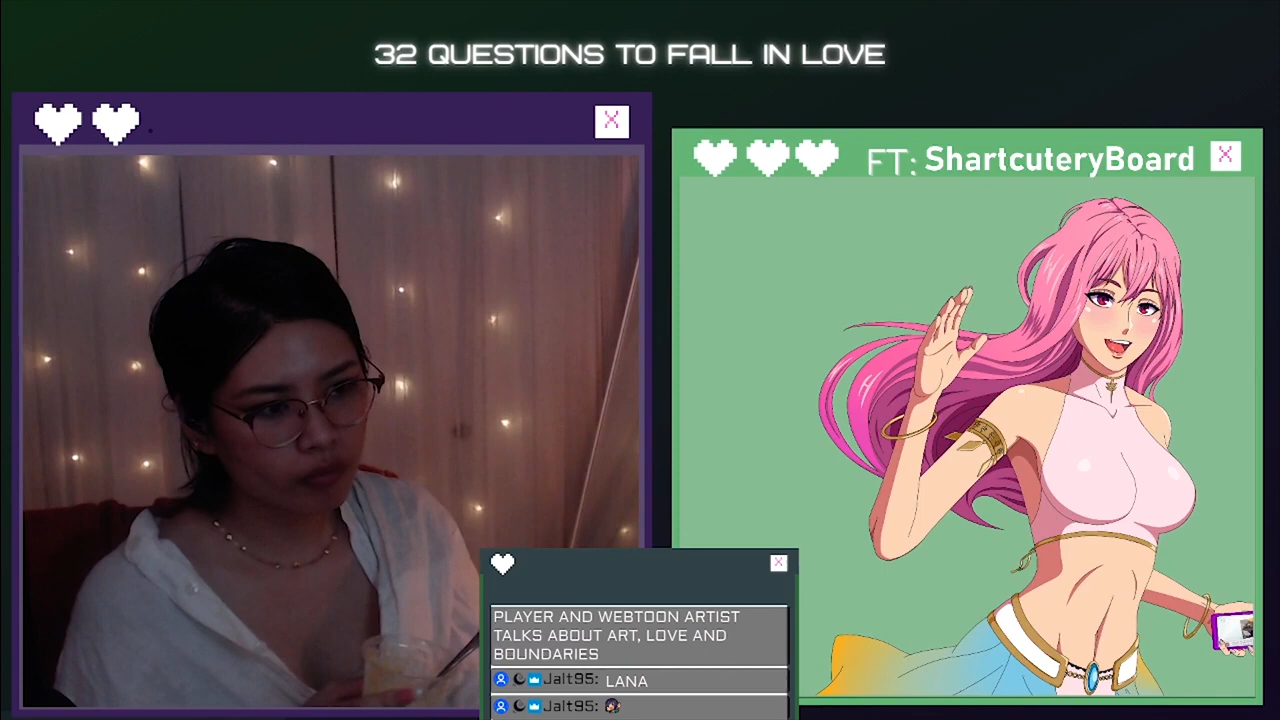 32 QUESTIONS TO FALL IN LOVE
FT: ShartcuteryBoard
PLAYER AND WEBTOON ARTIST
TALKS ABOUT ART, LOVE AND
BOUNDARIES
Jalt95: LANA
Jalt95: